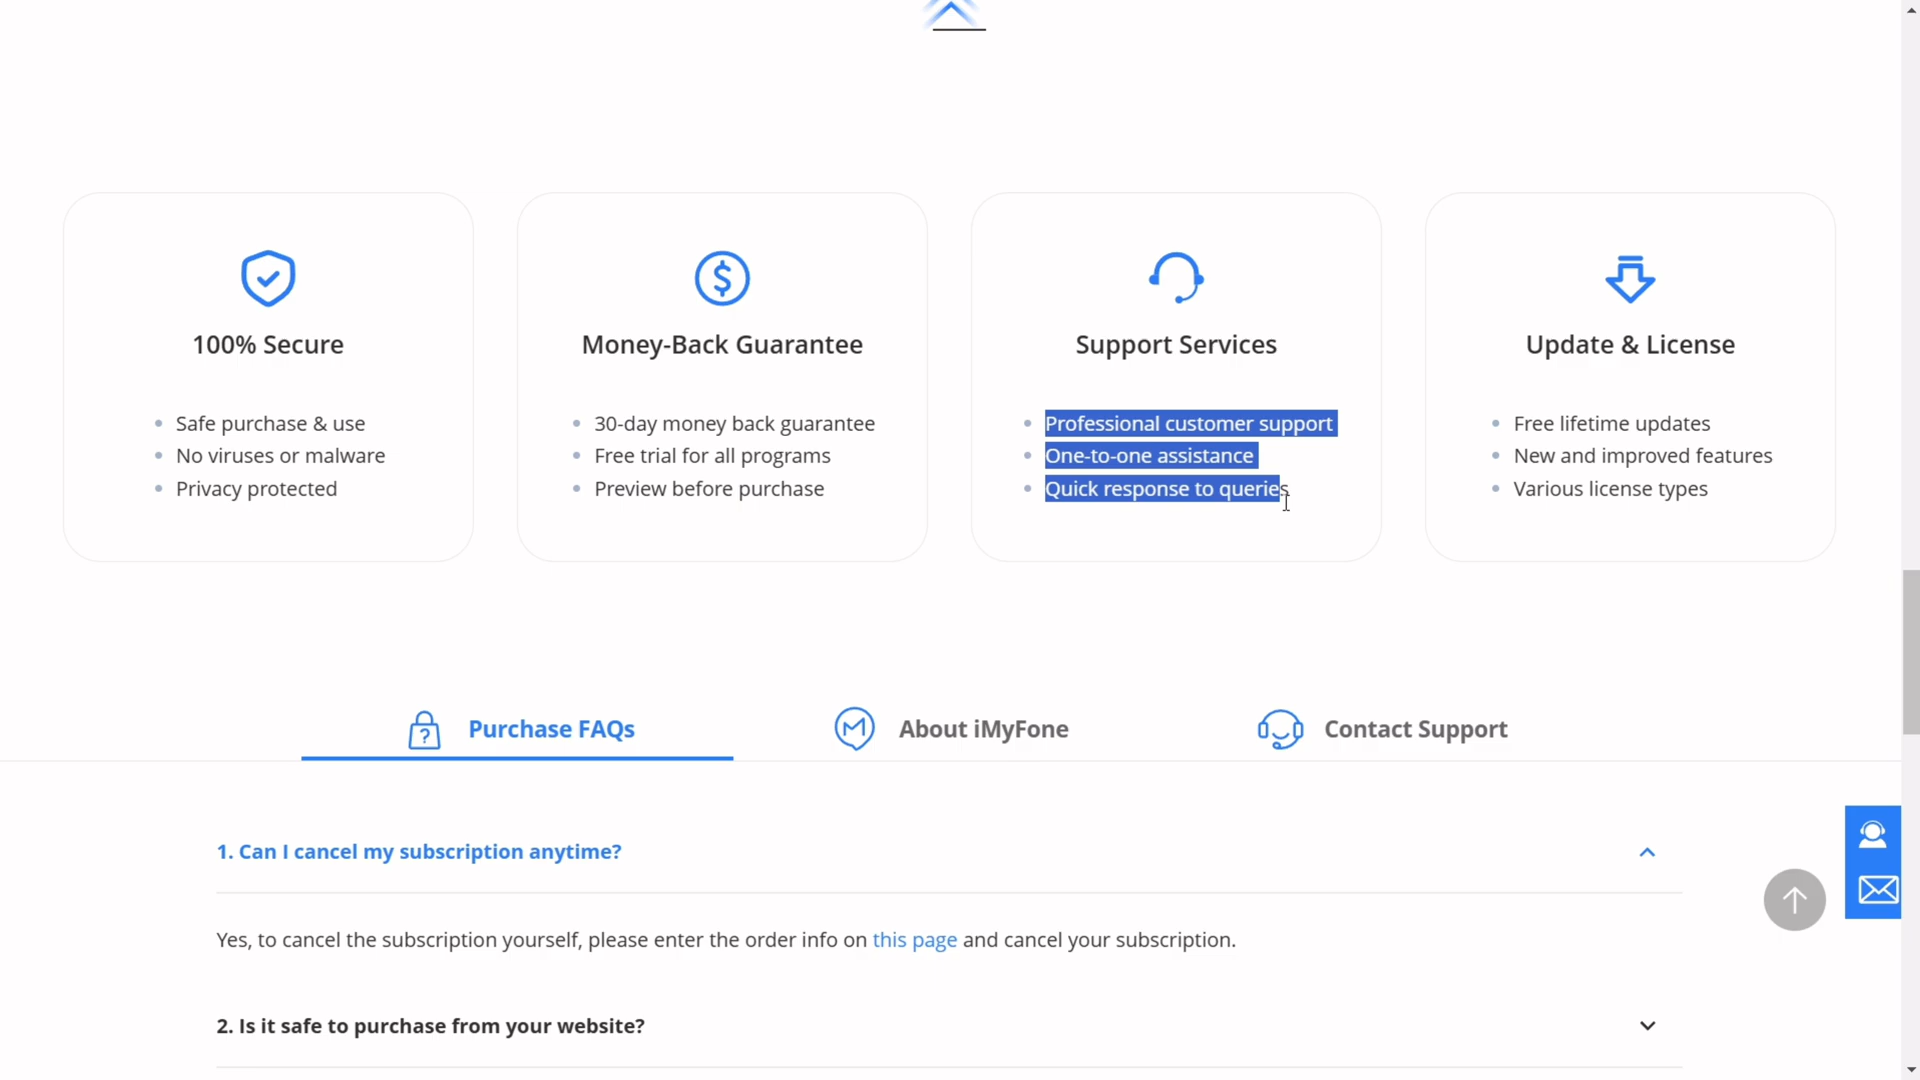 100% Secure
Safe purchase & use
No viruses or malware
Privacy protected
Money-Back Guarantee
30-day money back guarantee
Free trial for all programs
Preview before purchase
Support Services
Professional customer support
One-to-one assistance
Quick response to queries
Update & License
Free lifetime updates
New and improved features
Various license types
Purchase FAQs
About iMyFone
Contact Support
1. Can I cancel my subscription anytime?
Yes, to cancel the subscription yourself, please enter the order info on this page and cancel your subscription.
2. Is it safe to purchase from your website?